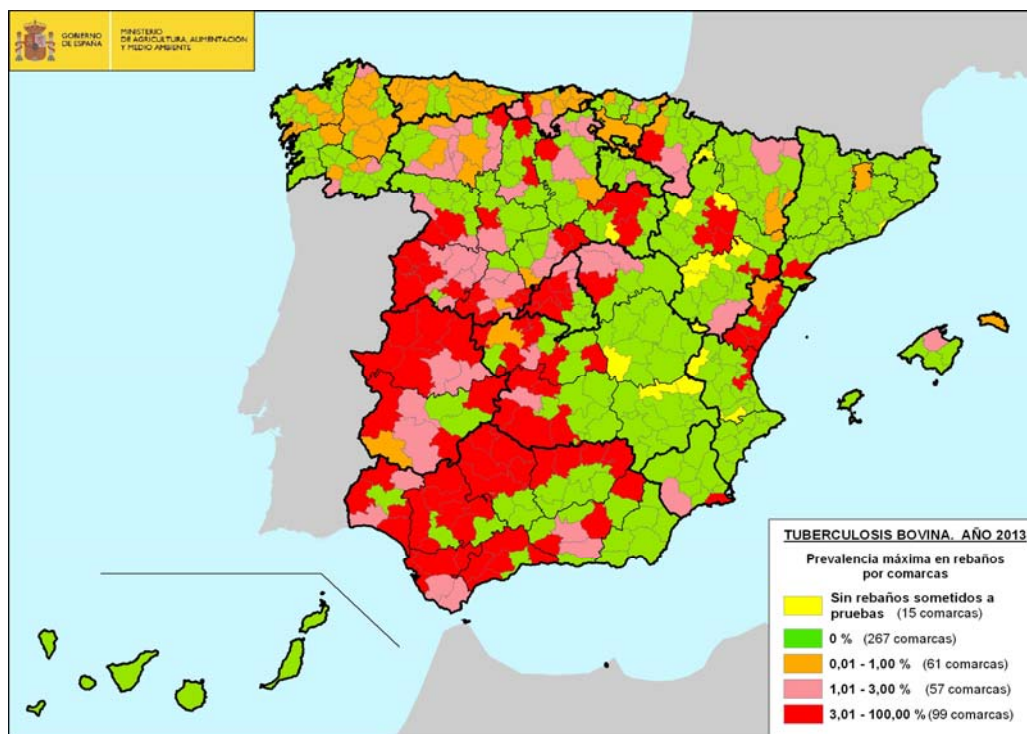 GOBIERNO
DE ESPAÑA
MINISTERIO
DE AGRICULTURA, ALIMENTACIÓN
Y MEDIO AMBIENTE
TUBERCULOSIS BOVINA. AÑO 2013
Prevalencia máxima en rebaños
por comarcas
Sin rebaños sometidos a
pruebas (15 comarcas)
0 % (267 comarcas)
0,01 - 1,00 % (61 comarcas)
1,01 - 3,00 % (57 comarcas)
3,01 - 100,00 % (99 comarcas)